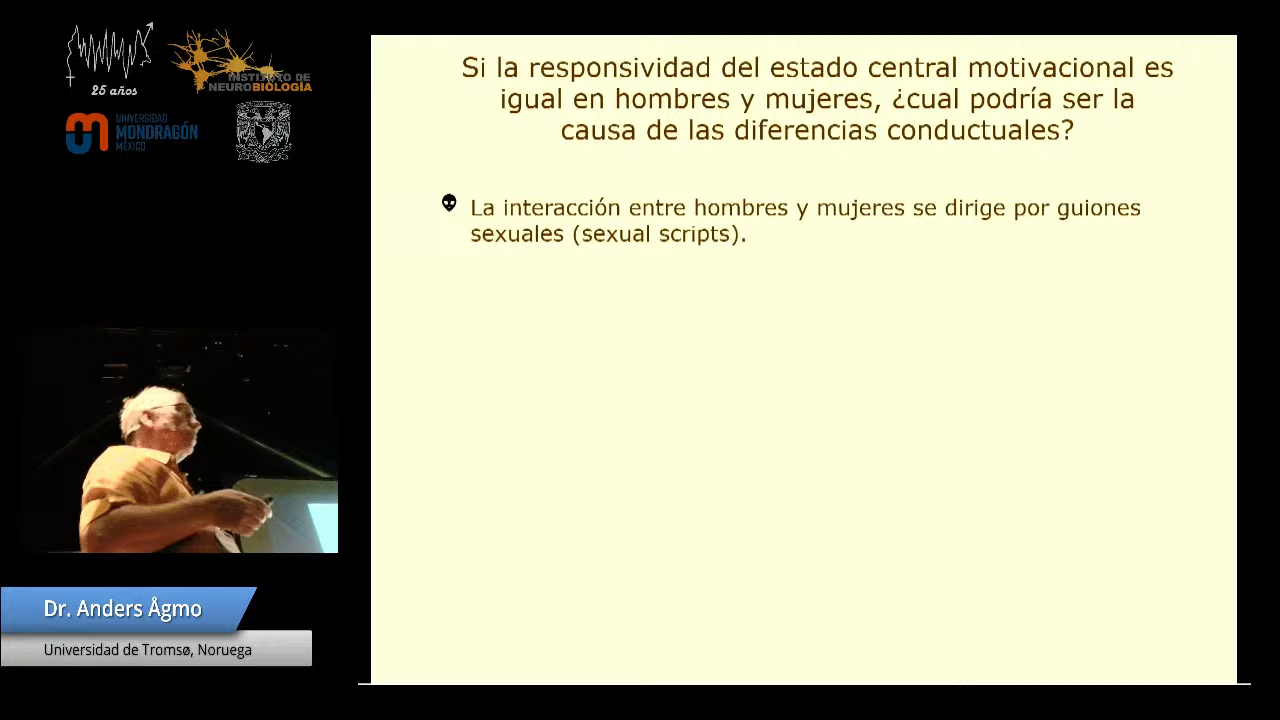 25 años
INSTITUTO DE
NEUROBIOLOGÍA
UNIVERSIDAD
MONDRAGÓN
MÉXICO
Si la responsividad del estado central motivacional es
igual en hombres y mujeres, ¿cual podría ser la
causa de las diferencias conductuales?
La interacción entre hombres y mujeres se dirige por guiones
sexuales (sexual scripts).
Dr. Anders Ågmo
Universidad de Tromsø, Noruega